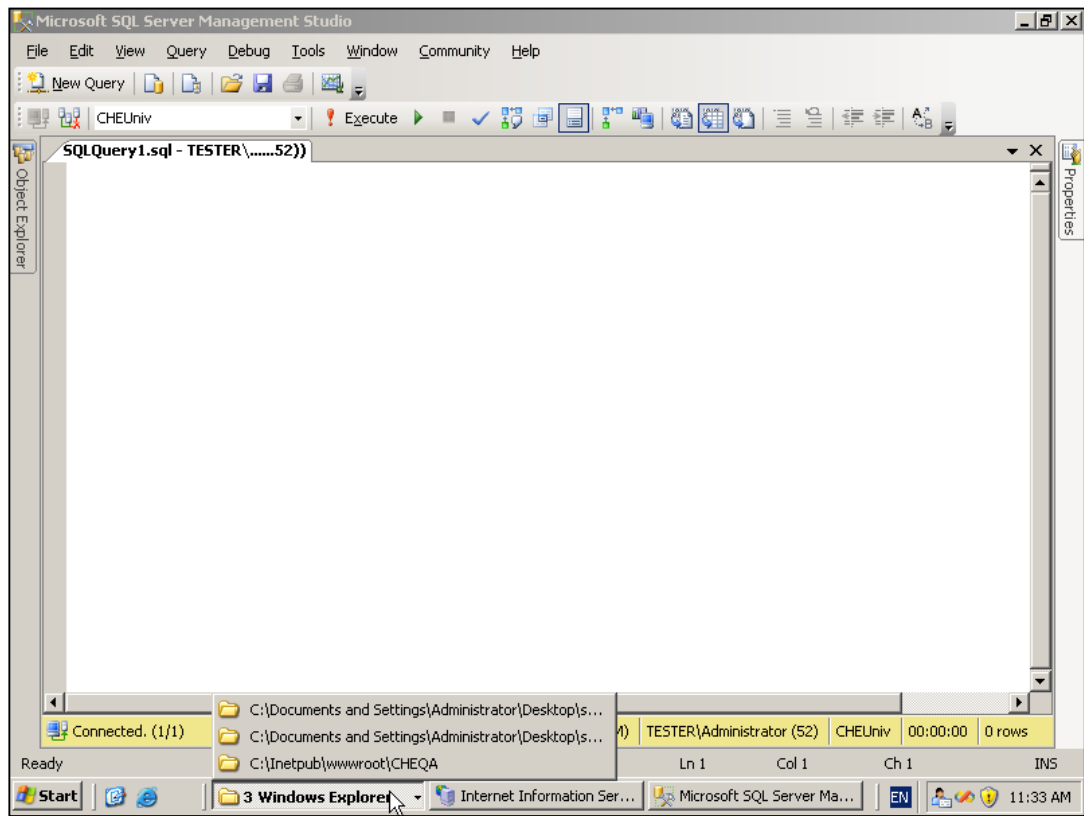 Microsoft SQL Server Management Studio
File Edit View Query Debug Tools Window Community Help
New Query
CHEUniv Execute
SQLQuery1.sql - TESTER\......52))
Object Explorer
Properties
C:\Documents and Settings\Administrator\Desktop\s...
C:\Documents and Settings\Administrator\Desktop\s...
C:\Inetpub\wwwroot\CHEQA
Connected. (1/1) M) TESTER\Administrator (52) CHEUniv 00:00:00 0 rows
Ready Ln 1 Col 1 Ch 1 INS
Start 3 Windows Explorer Internet Information Ser... Microsoft SQL Server Ma... EN 11:33 AM